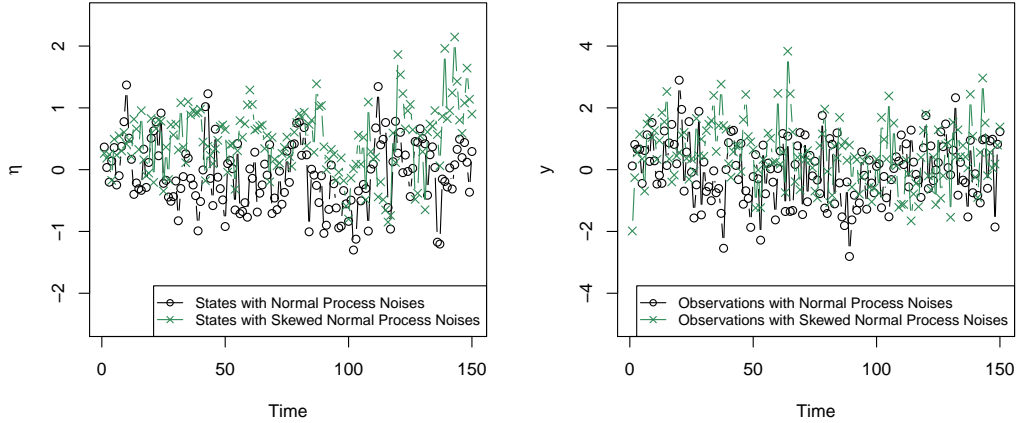 2
1
0
−1
−2
η
0
50
100
150
Time
States with Normal Process Noises
States with Skewed Normal Process Noises
4
2
0
−2
−4
y
0
50
100
150
Time
Observations with Normal Process Noises
Observations with Skewed Normal Process Noises